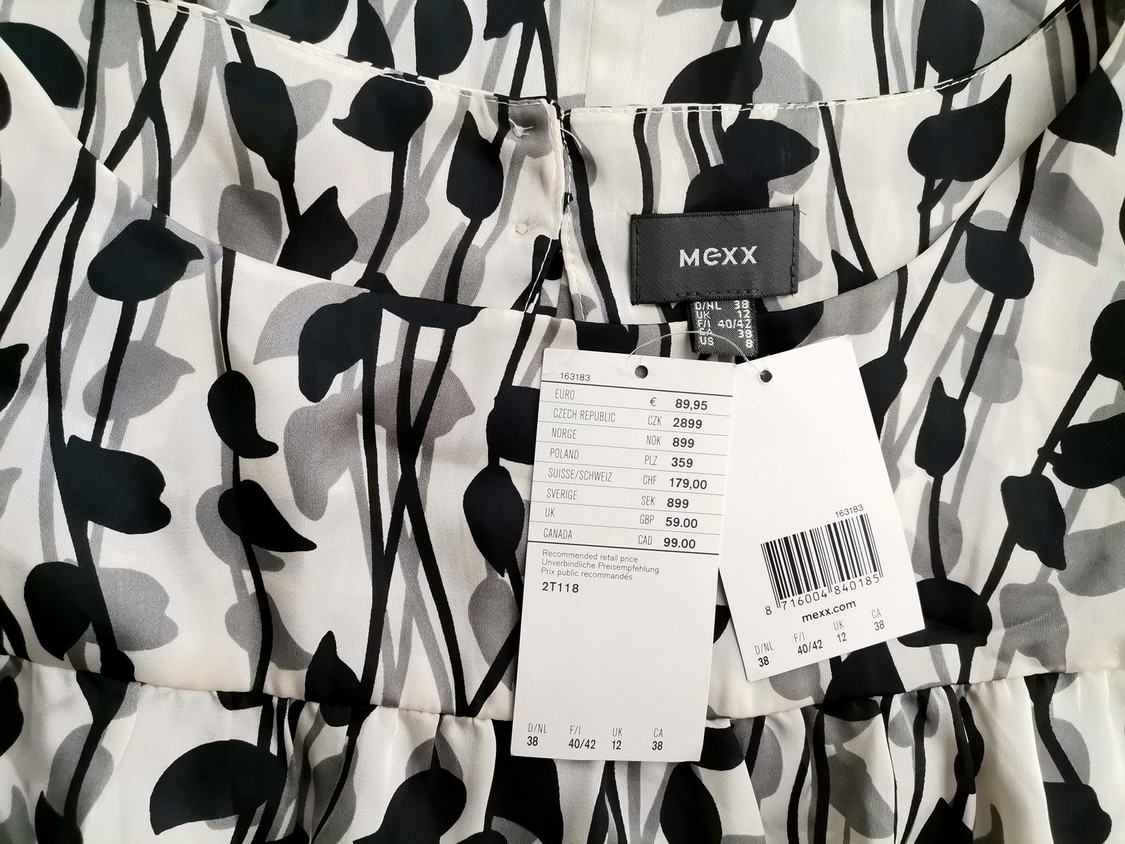 mexx
D/NL 38
UK 12
F/I 40/42
CA 38
US 8
163183
EURO € 89,95
CZECH REPUBLIC CZK 2899
NORGE NOK 899
POLAND PLZ 359
SUISSE/SCHWEIZ CHF 179,00
SVERIGE SEK 899
UK GBP 59.00
CANADA CAD 99.00
Recommended retail price
Unverbindliche Preisempfehlung
Prix public recommandés
2T118
D/NL F/I UK CA
38 40/42 12 38
163183
8 716004 840185
mexx.com
D/NL F/I UK CA
38 40/42 12 38